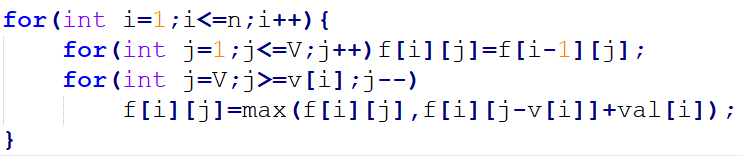 for(int i=1;i<=n;i++){
for(int j=1;j<=V;j++)f[i][j]=f[i-1][j];
for(int j=V;j>=v[i];j--)
f[i][j]=max(f[i][j],f[i][j-v[i]]+val[i]);
}